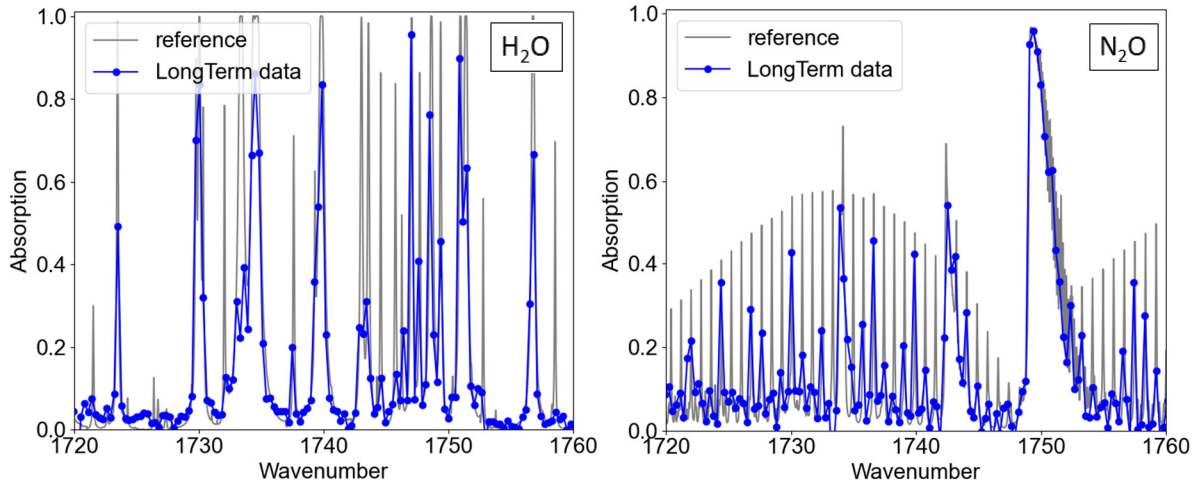 1.0
0.8
0.6
0.4
0.2
0.0
Absorption
reference
LongTerm data
H₂O
1720
1730
1740
1750
1760
Wavenumber
1.0
0.8
0.6
0.4
0.2
0.0
Absorption
reference
LongTerm data
N₂O
1720
1730
1740
1750
1760
Wavenumber